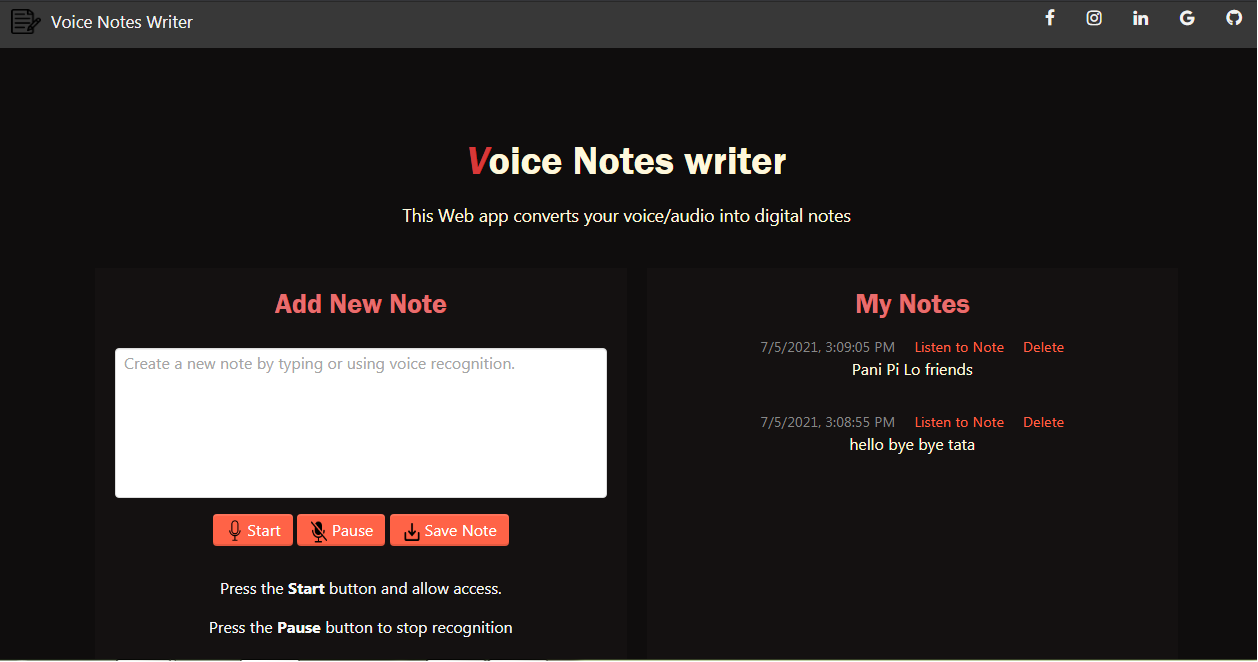 Voice Notes Writer
Voice Notes writer
This Web app converts your voice/audio into digital notes
Add New Note
Create a new note by typing or using voice recognition.
Start Pause Save Note
Press the Start button and allow access.
Press the Pause button to stop recognition
My Notes
7/5/2021, 3:09:05 PM Listen to Note Delete
Pani Pi Lo friends
7/5/2021, 3:08:55 PM Listen to Note Delete
hello bye bye tata